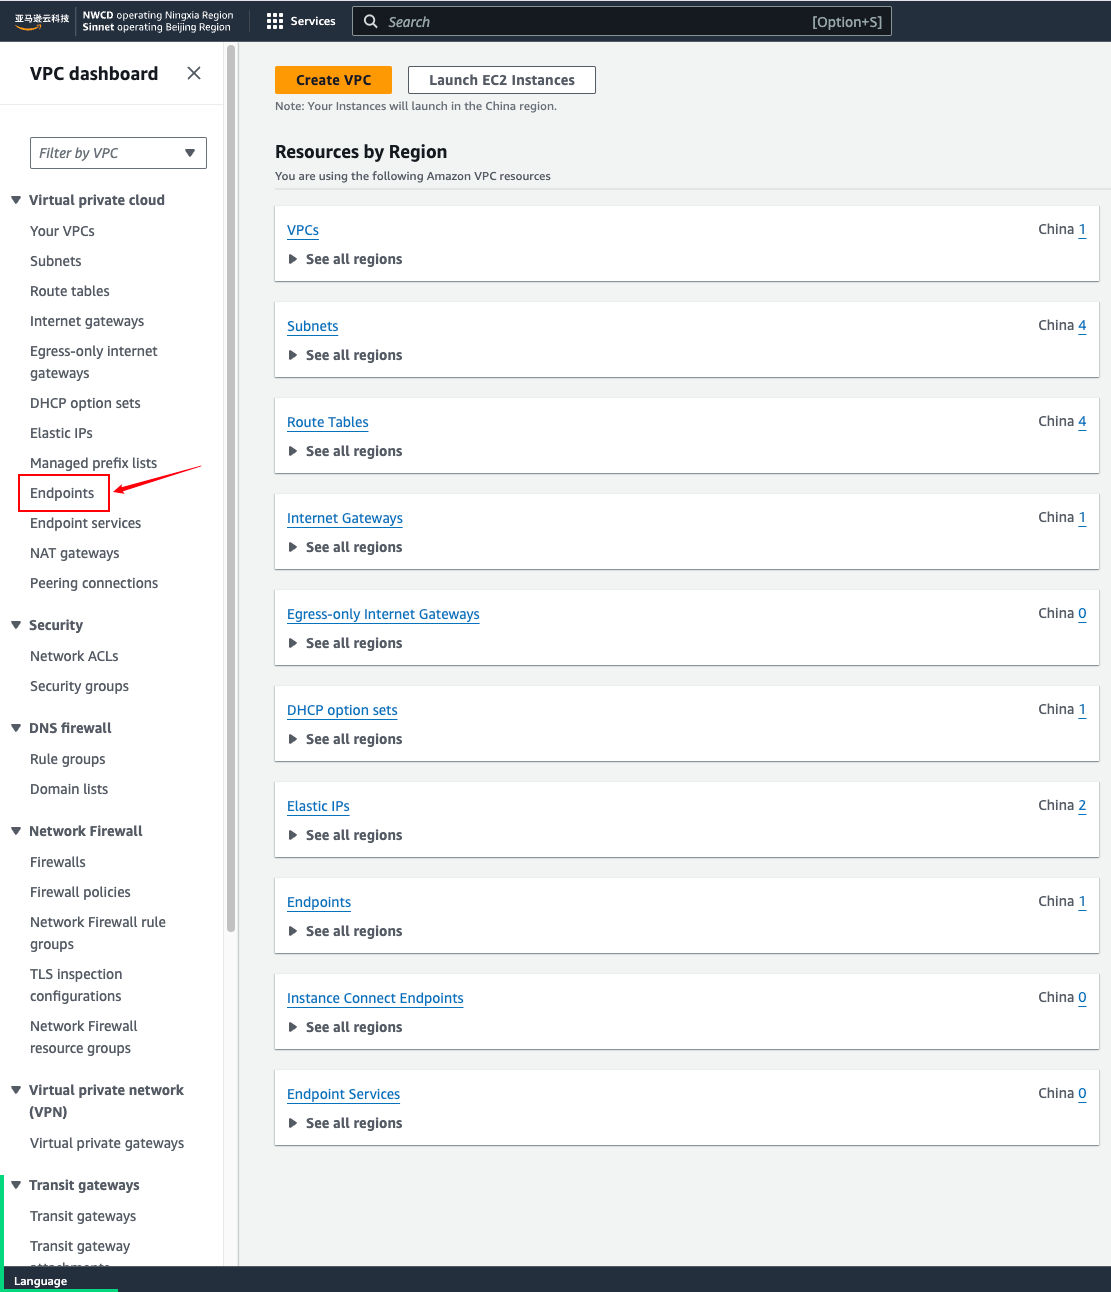 亚马逊云科技
NWCD operating Ningxia Region
Sinnet operating Beijing Region
Services
Search
[Option+S]
VPC dashboard
Filter by VPC
Virtual private cloud
Your VPCs
Subnets
Route tables
Internet gateways
Egress-only internet
gateways
DHCP option sets
Elastic IPs
Managed prefix lists
Endpoints
Endpoint services
NAT gateways
Peering connections
Security
Network ACLs
Security groups
DNS firewall
Rule groups
Domain lists
Network Firewall
Firewalls
Firewall policies
Network Firewall rule
groups
TLS inspection
configurations
Network Firewall
resource groups
Virtual private network
(VPN)
Virtual private gateways
Transit gateways
Transit gateways
Transit gateway
attachments
Create VPC
Launch EC2 Instances
Note: Your Instances will launch in the China region.
Resources by Region
You are using the following Amazon VPC resources
VPCs
China 1
See all regions
Subnets
China 4
See all regions
Route Tables
China 4
See all regions
Internet Gateways
China 1
See all regions
Egress-only Internet Gateways
China 0
See all regions
DHCP option sets
China 1
See all regions
Elastic IPs
China 2
See all regions
Endpoints
China 1
See all regions
Instance Connect Endpoints
China 0
See all regions
Endpoint Services
China 0
See all regions
Language